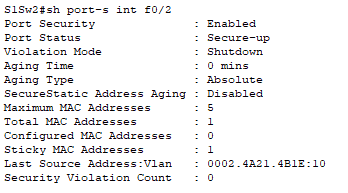 S1Sw2#sh port-s int f0/2
Port Security : Enabled
Port Status : Secure-up
Violation Mode : Shutdown
Aging Time : 0 mins
Aging Type : Absolute
SecureStatic Address Aging : Disabled
Maximum MAC Addresses : 5
Total MAC Addresses : 1
Configured MAC Addresses : 0
Sticky MAC Addresses : 1
Last Source Address:Vlan : 0002.4A21.4B1E:10
Security Violation Count : 0